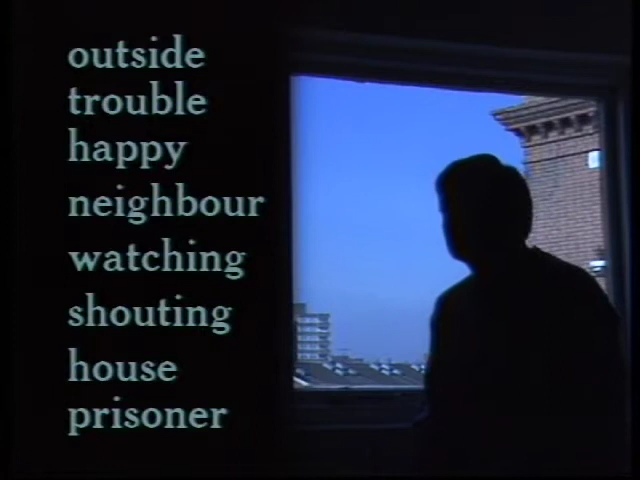 outside
trouble
happy
neighbour
watching
shouting
house
prisoner